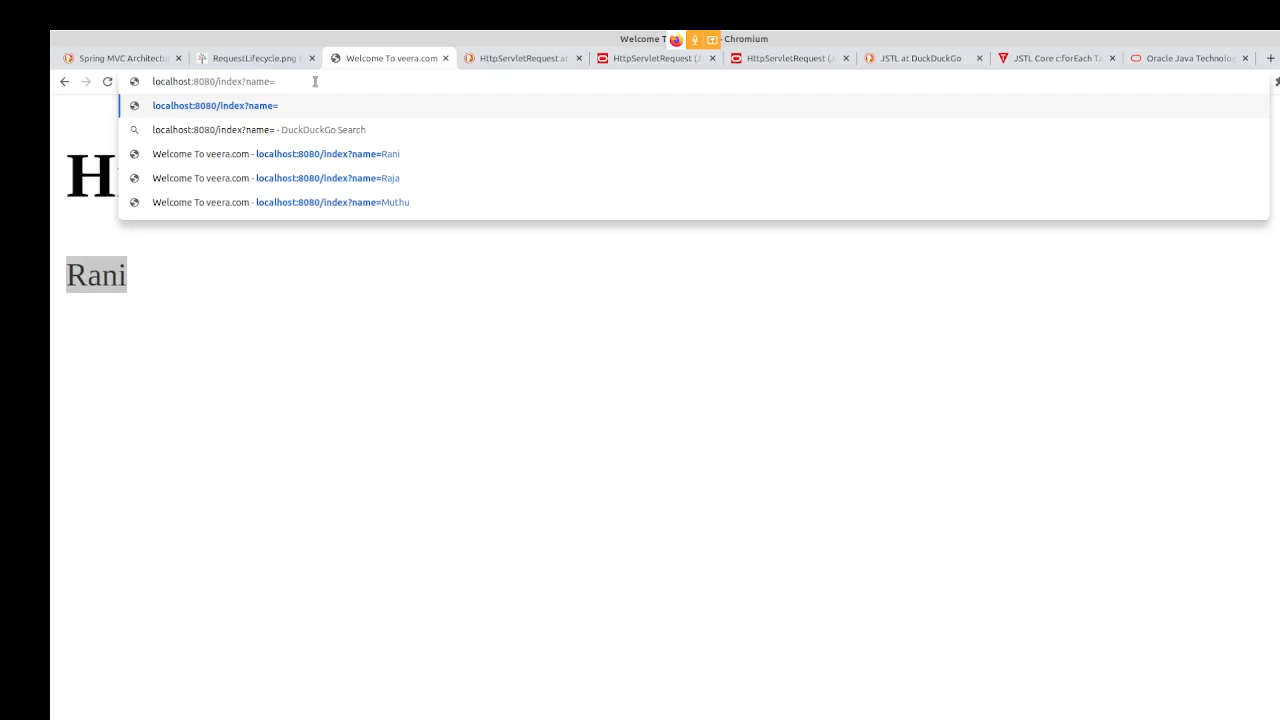 Welcome T - Chromium
Spring MVC Architectu
RequestLifecycle.png (
Welcome To veera.com
HttpServletRequest at
HttpServletRequest (J
HttpServletRequest (J
JSTL at DuckDuckGo
JSTL Core c:forEach Ta
Oracle Java Technolog
localhost:8080/index?name=
localhost:8080/index?name=
localhost:8080/index?name= - DuckDuckGo Search
Welcome To veera.com - localhost:8080/index?name=Rani
Welcome To veera.com - localhost:8080/index?name=Raja
Welcome To veera.com - localhost:8080/index?name=Muthu
Rani